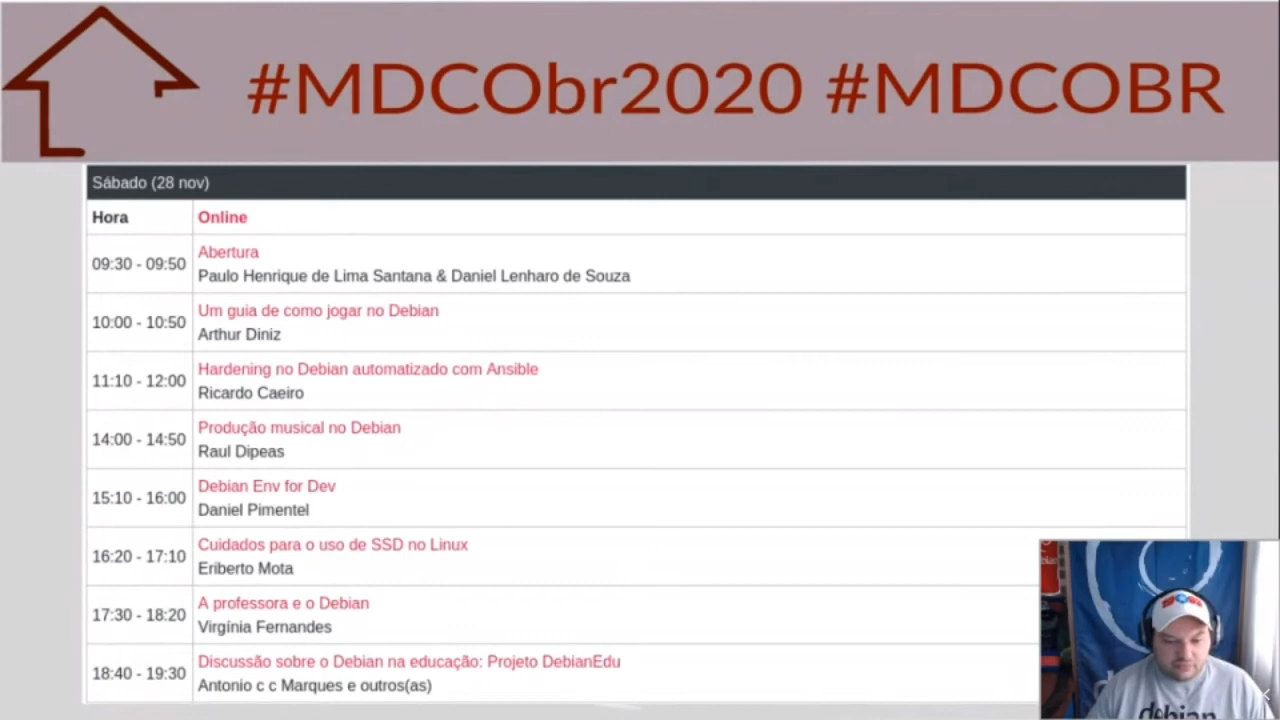 #MDCObr2020 #MDCOBR
Sábado (28 nov)
Hora Online
09:30 - 09:50 Abertura
Paulo Henrique de Lima Santana & Daniel Lenharo de Souza
10:00 - 10:50 Um guia de como jogar no Debian
Arthur Diniz
11:10 - 12:00 Hardening no Debian automatizado com Ansible
Ricardo Caeiro
14:00 - 14:50 Produção musical no Debian
Raul Dipeas
15:10 - 16:00 Debian Env for Dev
Daniel Pimentel
16:20 - 17:10 Cuidados para o uso de SSD no Linux
Eriberto Mota
17:30 - 18:20 A professora e o Debian
Virgínia Fernandes
18:40 - 19:30 Discussão sobre o Debian na educação: Projeto DebianEdu
Antonio c c Marques e outros(as)
debian